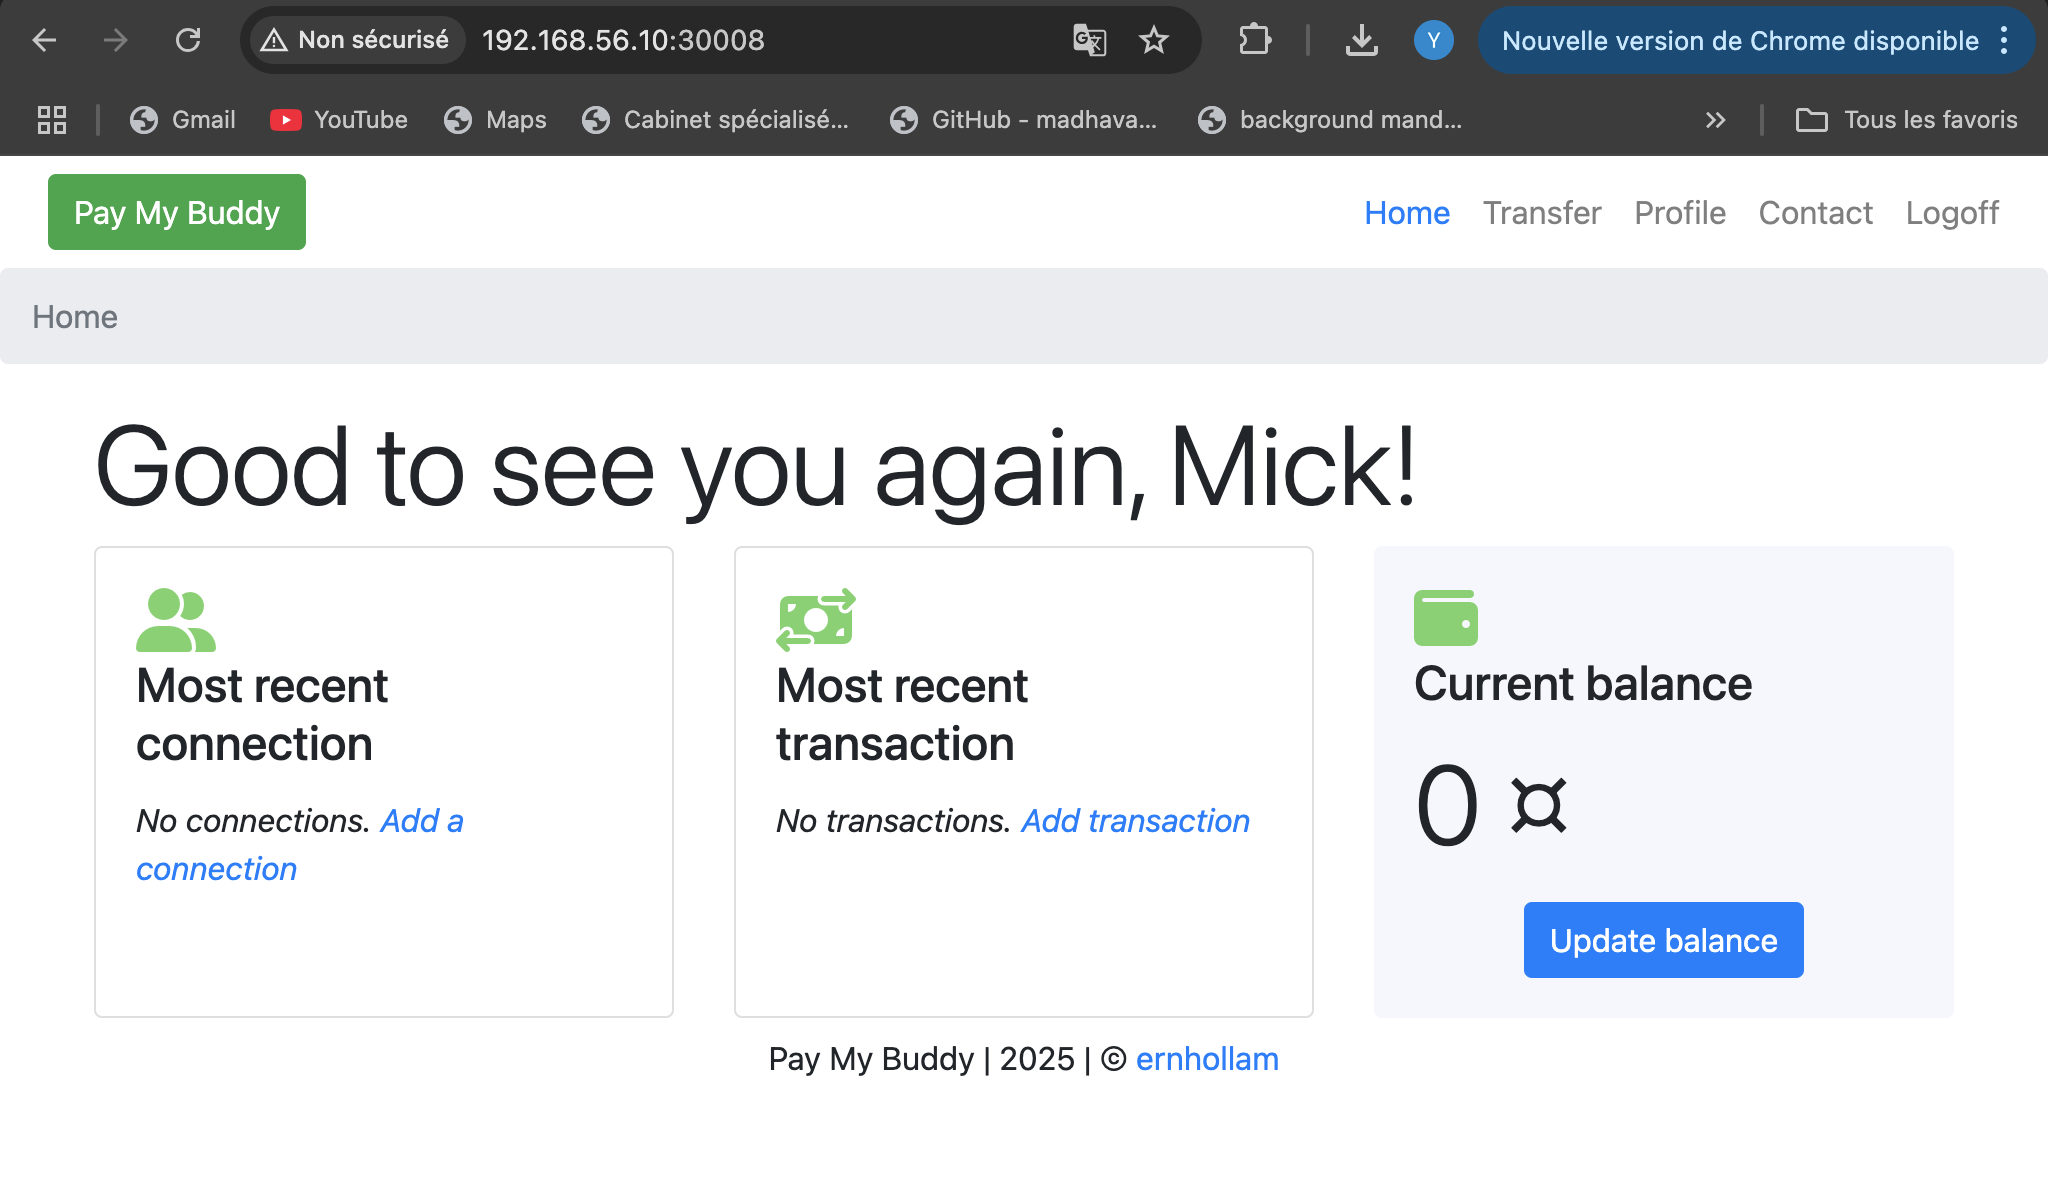 Non sécurisé 192.168.56.10:30008 Y Nouvelle version de Chrome disponible
Gmail YouTube Maps Cabinet spécialisé... GitHub - madhava... background mand... Tous les favoris
Pay My Buddy Home Transfer Profile Contact Logoff
Home
Good to see you again, Mick!
Most recent
connection
No connections. Add a
connection
Most recent
transaction
No transactions. Add transaction
Current balance
0 ¤
Update balance
Pay My Buddy | 2025 | © ernhollam